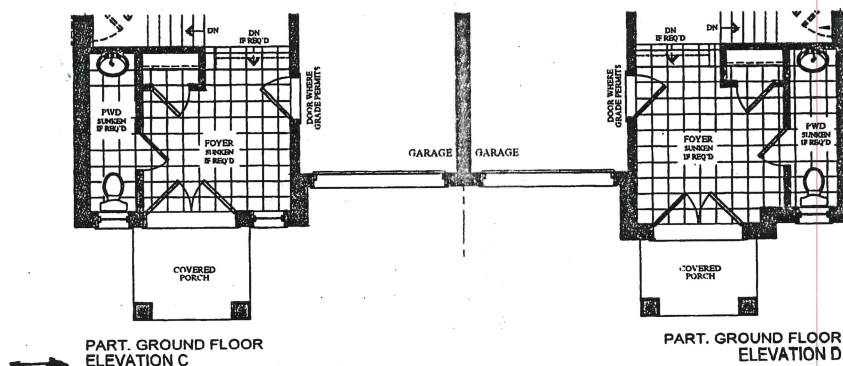 DN
DN
IF REQ'D
PWD
SUNKEN
IF REQ'D
FOYER
SUNKEN
IF REQ'D
DOOR WHERE
GRADE PERMITS
GARAGE
GARAGE
COVERED
PORCH
PART. GROUND FLOOR
ELEVATION C
DN
DN
IF REQ'D
DOOR WHERE
GRADE PERMITS
FOYER
SUNKEN
IF REQ'D
PWD
SUNKEN
IF REQ'D
COVERED
PORCH
PART. GROUND FLOOR
ELEVATION D